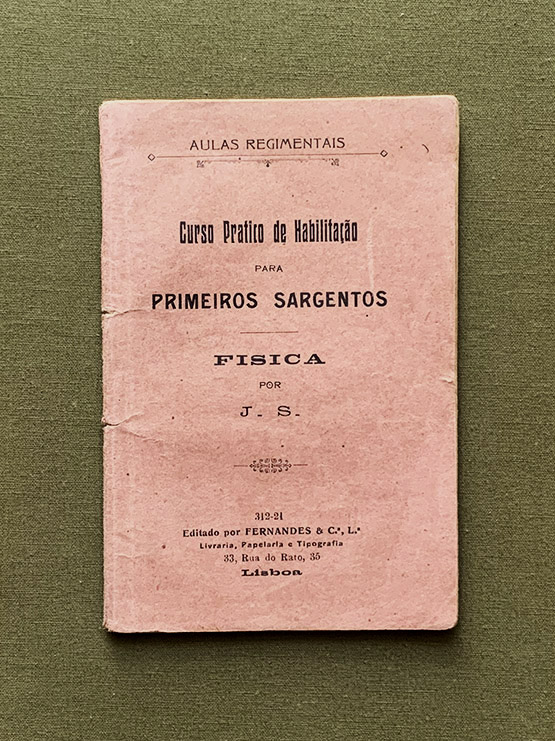 AULAS REGIMENTAIS
Curso Pratico de Habilitação
PARA
PRIMEIROS SARGENTOS
FISICA
POR
J. S.
312-21
Editado por FERNANDES & C.ª, L.ª
Livraria, Papelaria e Tipografia
33, Rua do Rato, 35
Lisboa